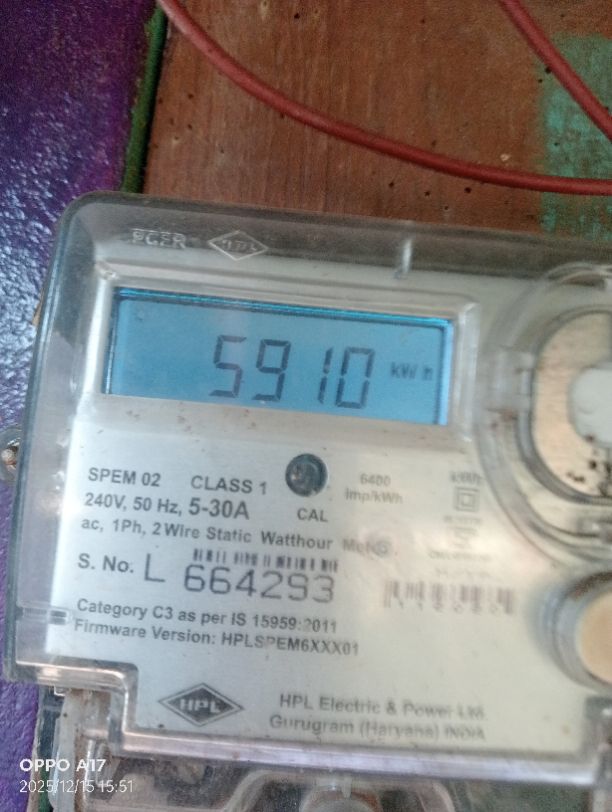 HPL
5910 kWh
SPEM 02 CLASS 1
240V, 50 Hz, 5-30A
CAL
6400
imp/kWh
ac, 1Ph, 2 Wire Static Watthour
S. No. L 664293
Category C3 as per IS 15959:2011
Firmware Version: HPLSPEM6XXX01
HPL
HPL Electric & Power Ltd.
Gurugram (Haryana) INDIA
OPPO A17
2025/12/15 15:51